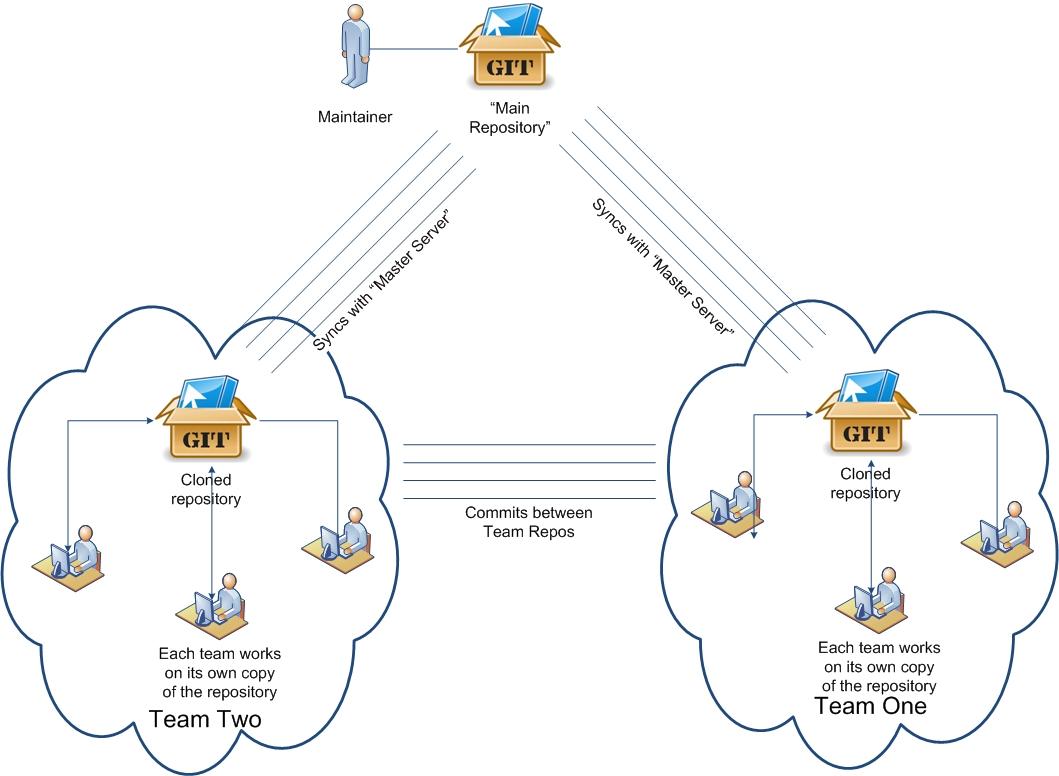 GIT
Maintainer
“Main
Repository”
Syncs with “Master Server”
Syncs with “Master Server”
GIT
Cloned
repository
GIT
Cloned
repository
Commits between
Team Repos
Each team works
on its own copy
of the repository
Team Two
Each team works
on its own copy
of the repository
Team One